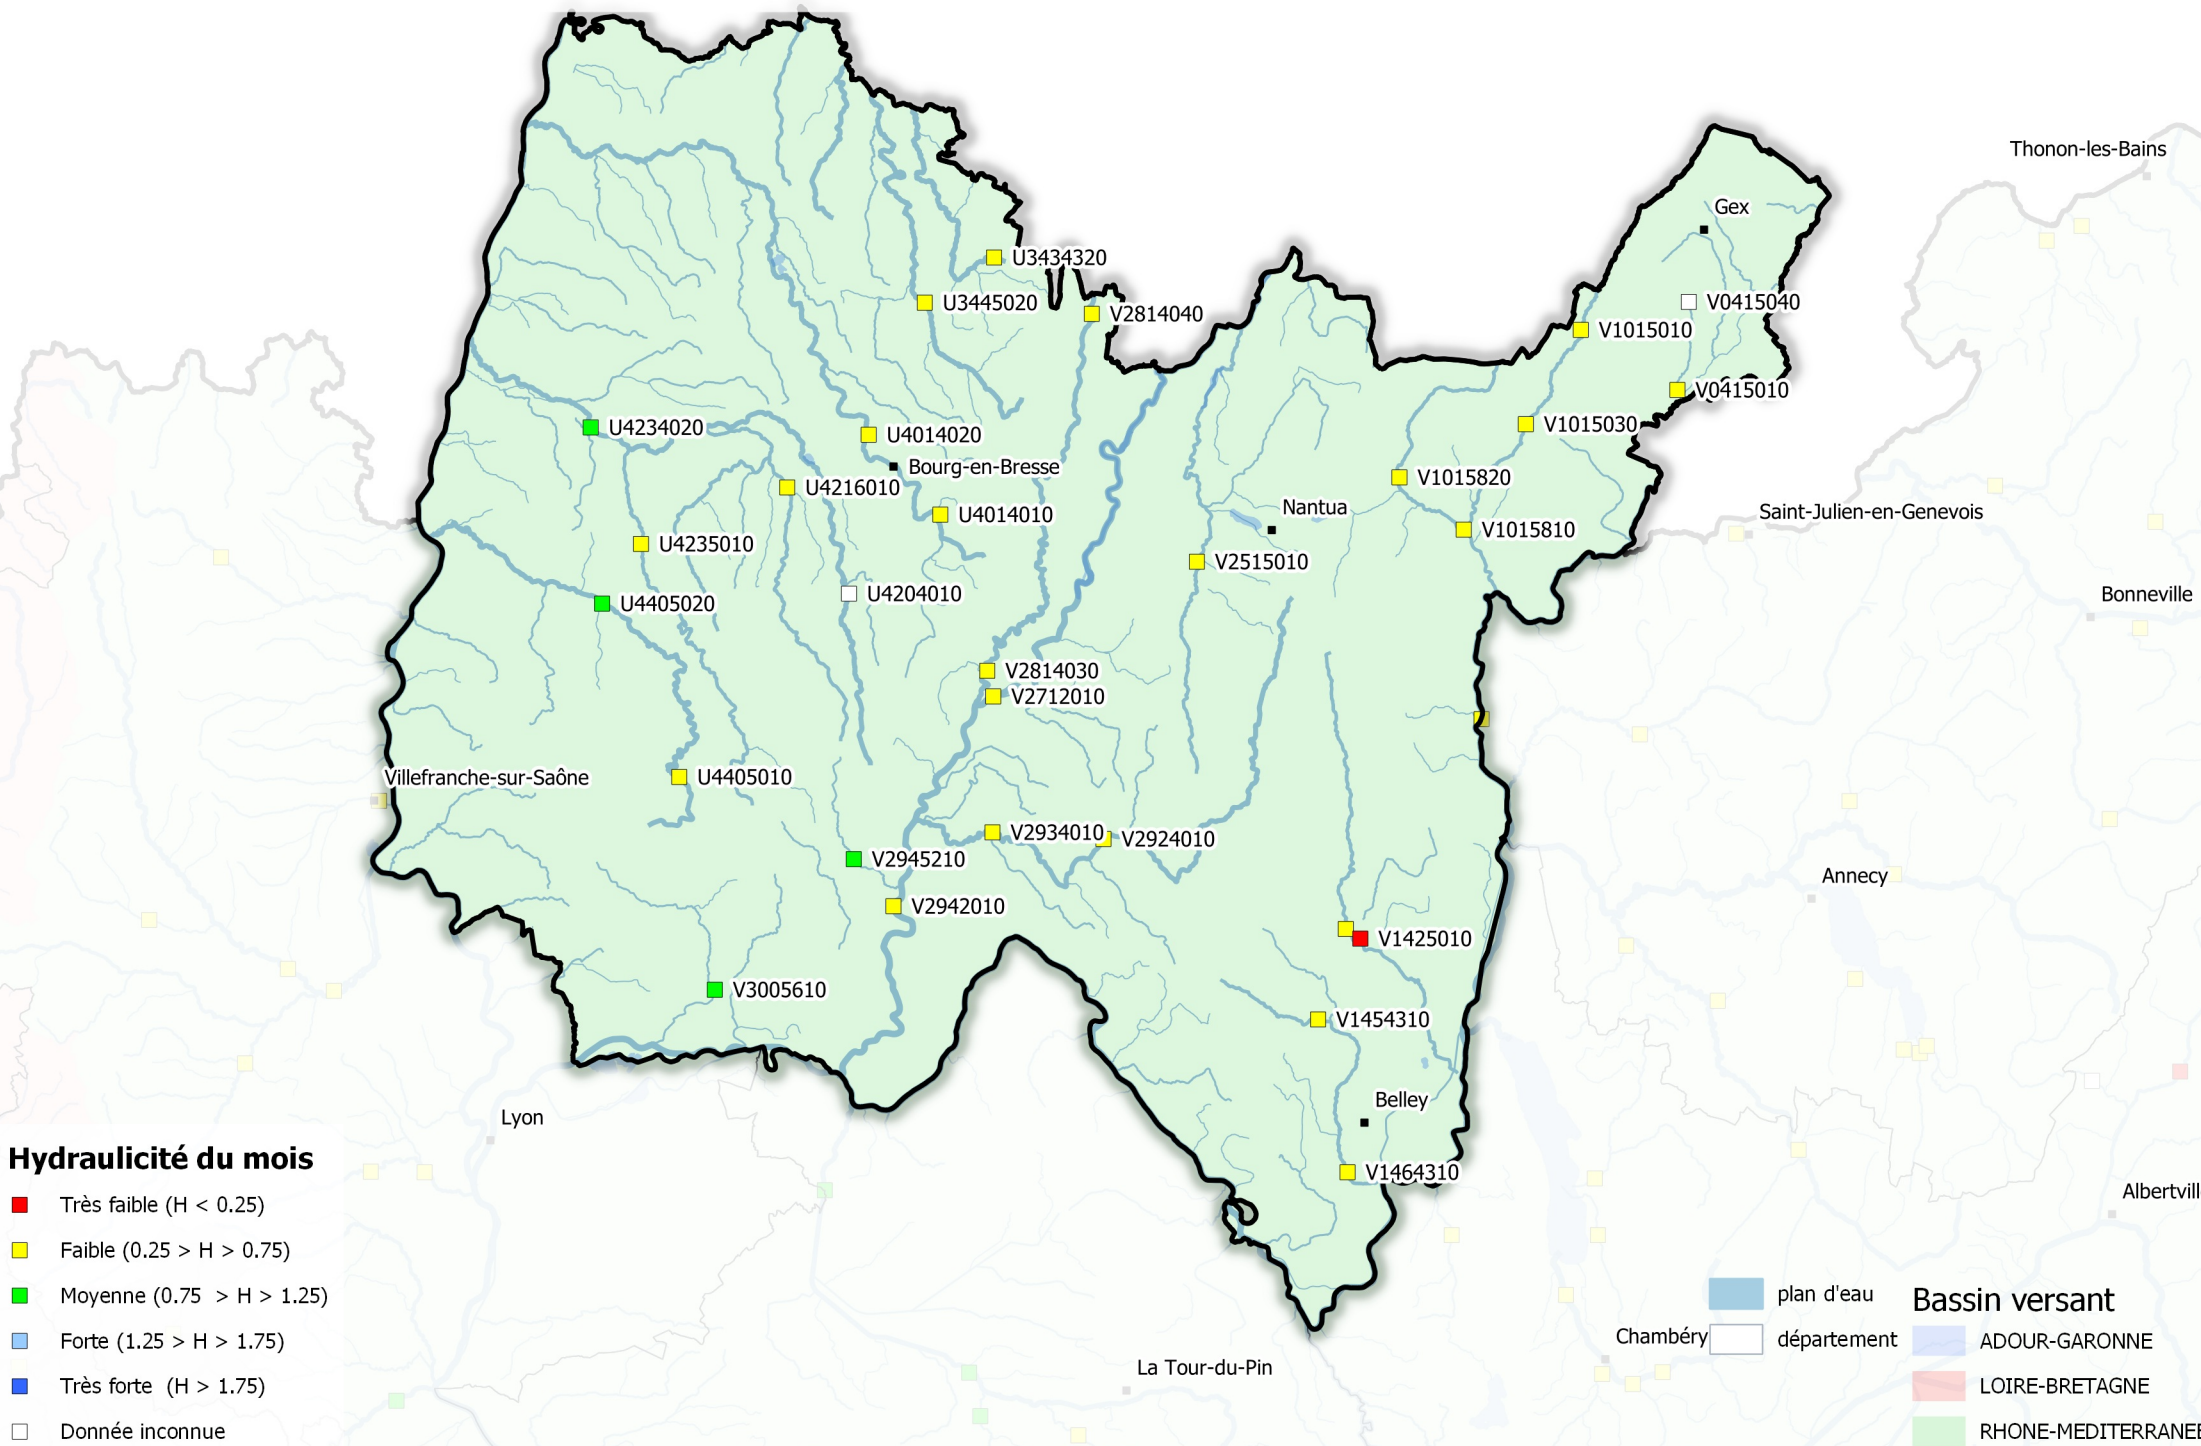 Thonon-les-Bains
Gex
U3434320
U3445020
V0415040
V2814040
V1015010
V0415010
U4234020
V1015030
U4014020
Bourg-en-Bresse
V1015820
U4216010
Nantua
Saint-Julien-en-Genevois
U4014010
V1015810
U4235010
V2515010
U4204010
Bonneville
U4405020
V2814030
V2712010
Villefranche-sur-Saône
U4405010
V2934010
V2924010
V2945210
Annecy
V2942010
V1425010
V3005610
V1454310
Belley
Lyon
V1464310
Albertvill
La Tour-du-Pin
Chambéry
Hydraulicité du mois
Très faible (H < 0.25)
Faible (0.25 > H > 0.75)
Moyenne (0.75 > H > 1.25)
Forte (1.25 > H > 1.75)
Très forte (H > 1.75)
Donnée inconnue
plan d'eau
département
Bassin versant
ADOUR-GARONNE
LOIRE-BRETAGNE
RHONE-MEDITERRANEE